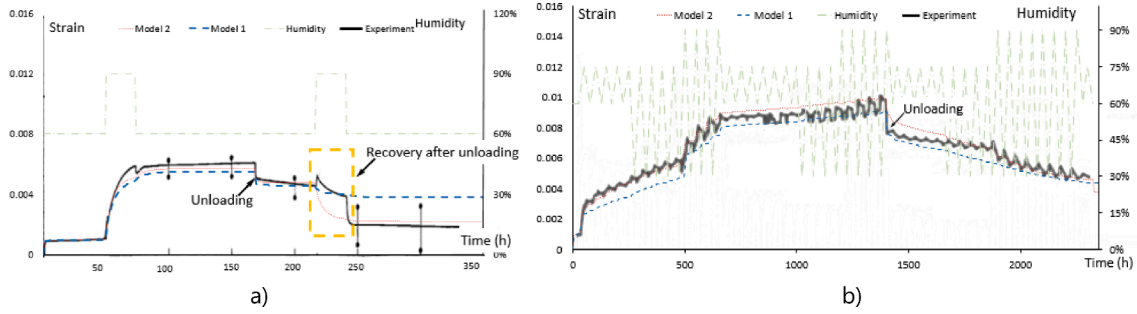 0.016
Strain
Model 2 Model 1 Humidity Experiment
Humidity
120%
0.012
90%
0.008
60%
Recovery after unloading
0.004
Unloading
30%
Time (h)
0
0%
50 100 150 200 250 300 350
a)
0.016
Strain
Model 2 Model 1 Humidity Experiment
Humidity
90%
0.014
0.012
75%
0.01
60%
Unloading
0.008
45%
0.006
0.004
30%
0.002
15%
0
0 500 1000 1500 2000
Time (h)
0%
b)